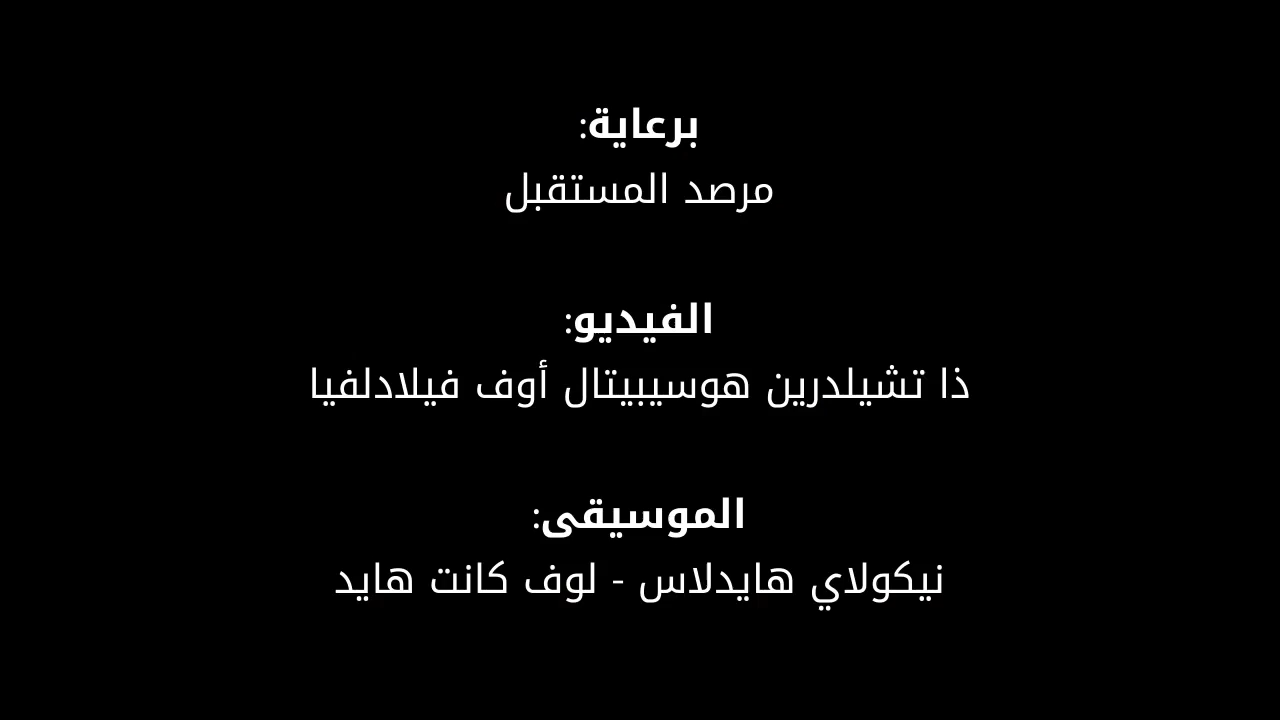 برعاية:
مرصد المستقبل
الفيديو:
ذا تشيلدرين هوسيبيتال أوف فيلادلفيا
الموسيقى:
نيكولاي هايدلاس - لوف كانت هايد